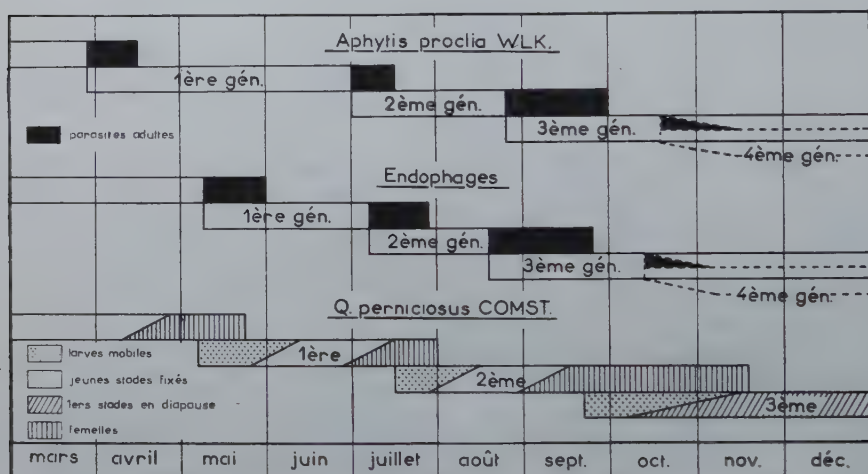 Aphytis proclia WLK.
1ère gén.
2ème gén.
3ème gén.
parasites adultes
4ème gén.
Endophages
1ère gén.
2ème gén.
3ème gén.
4ème gén.
Q. perniciosus COMST.
larves mobiles
1ère
jeunes stades fixés
2ème
1ers stades en diapause
3ème
femelles
mars avril mai juin juillet août sept. oct. nov. déc.